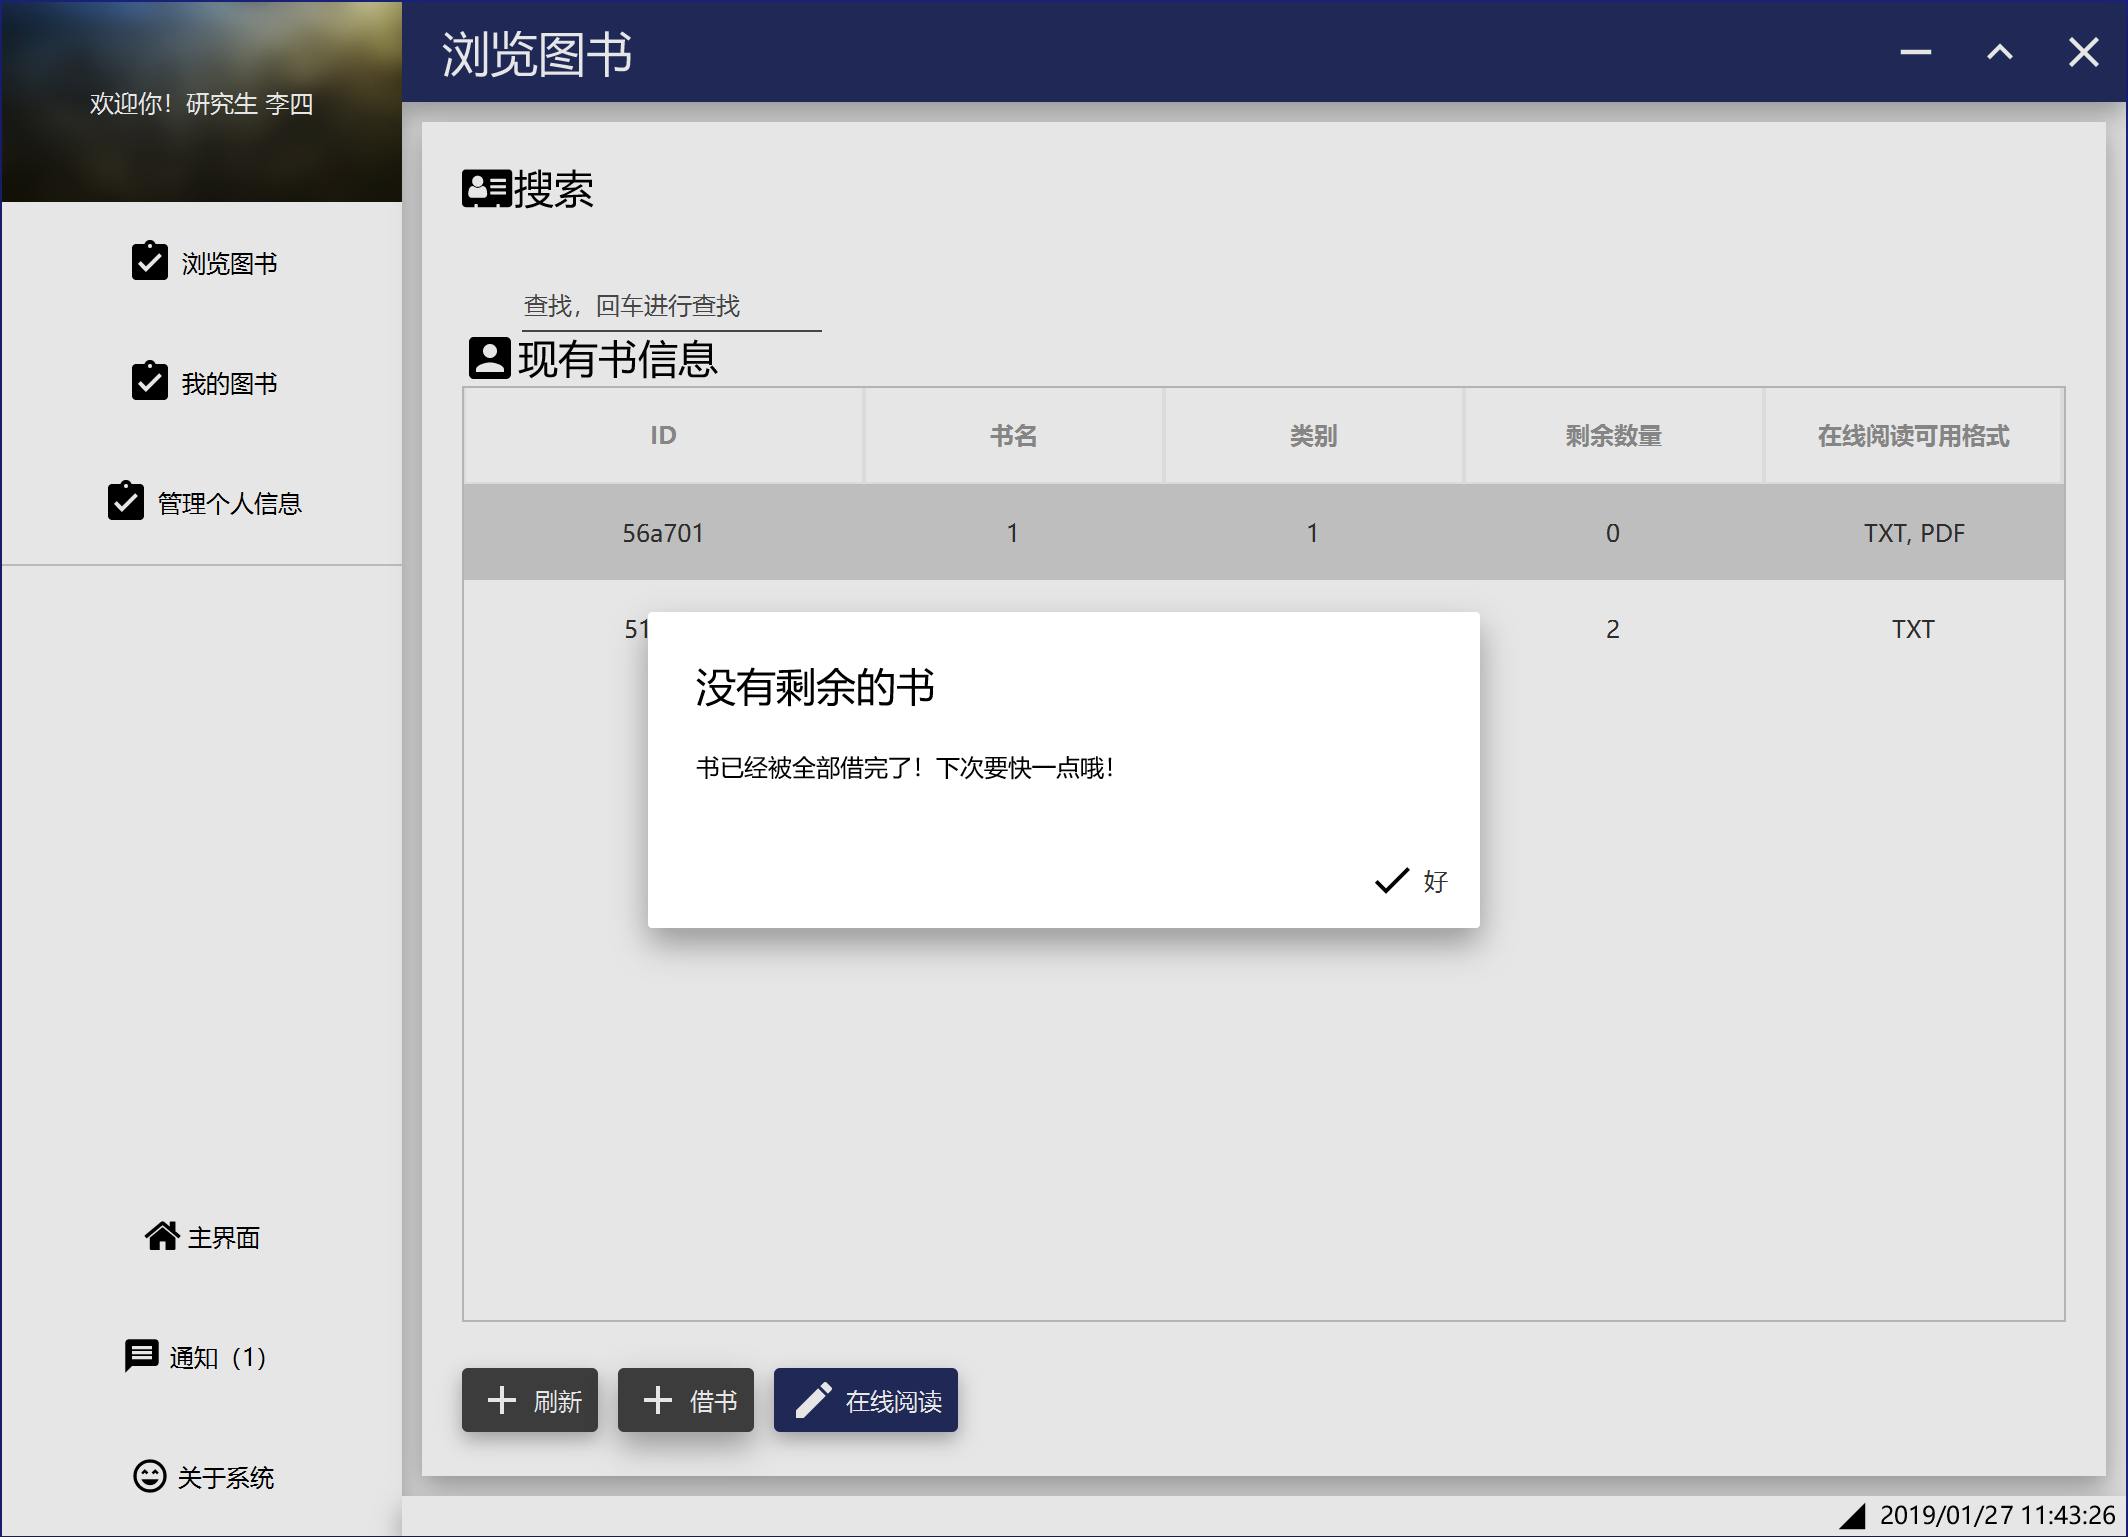 浏览图书
欢迎你！研究生 李四
浏览图书
我的图书
管理个人信息
搜索
查找，回车进行查找
现有书信息
ID 书名 类别 剩余数量 在线阅读可用格式
56a701 1 1 0 TXT, PDF
51 2 TXT
没有剩余的书
书已经被全部借完了！下次要快一点哦！
好
主界面
通知（1）
关于系统
刷新 借书 在线阅读
2019/01/27 11:43:26